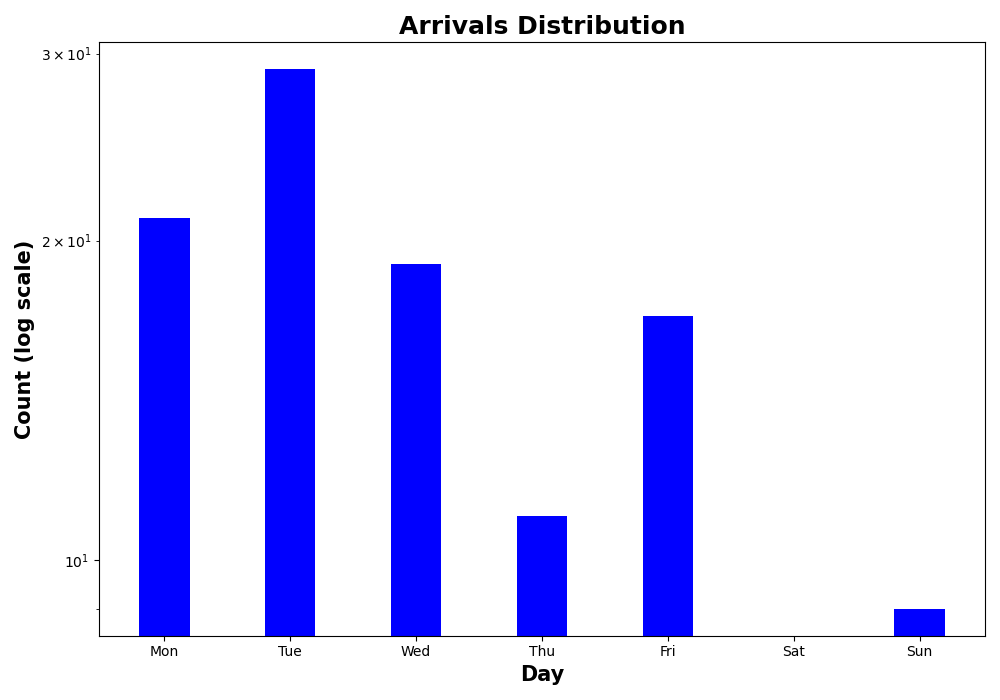 Arrivals Distribution
3 × 10¹
2 × 10¹
10¹
Count (log scale)
Mon Tue Wed Thu Fri Sat Sun
Day